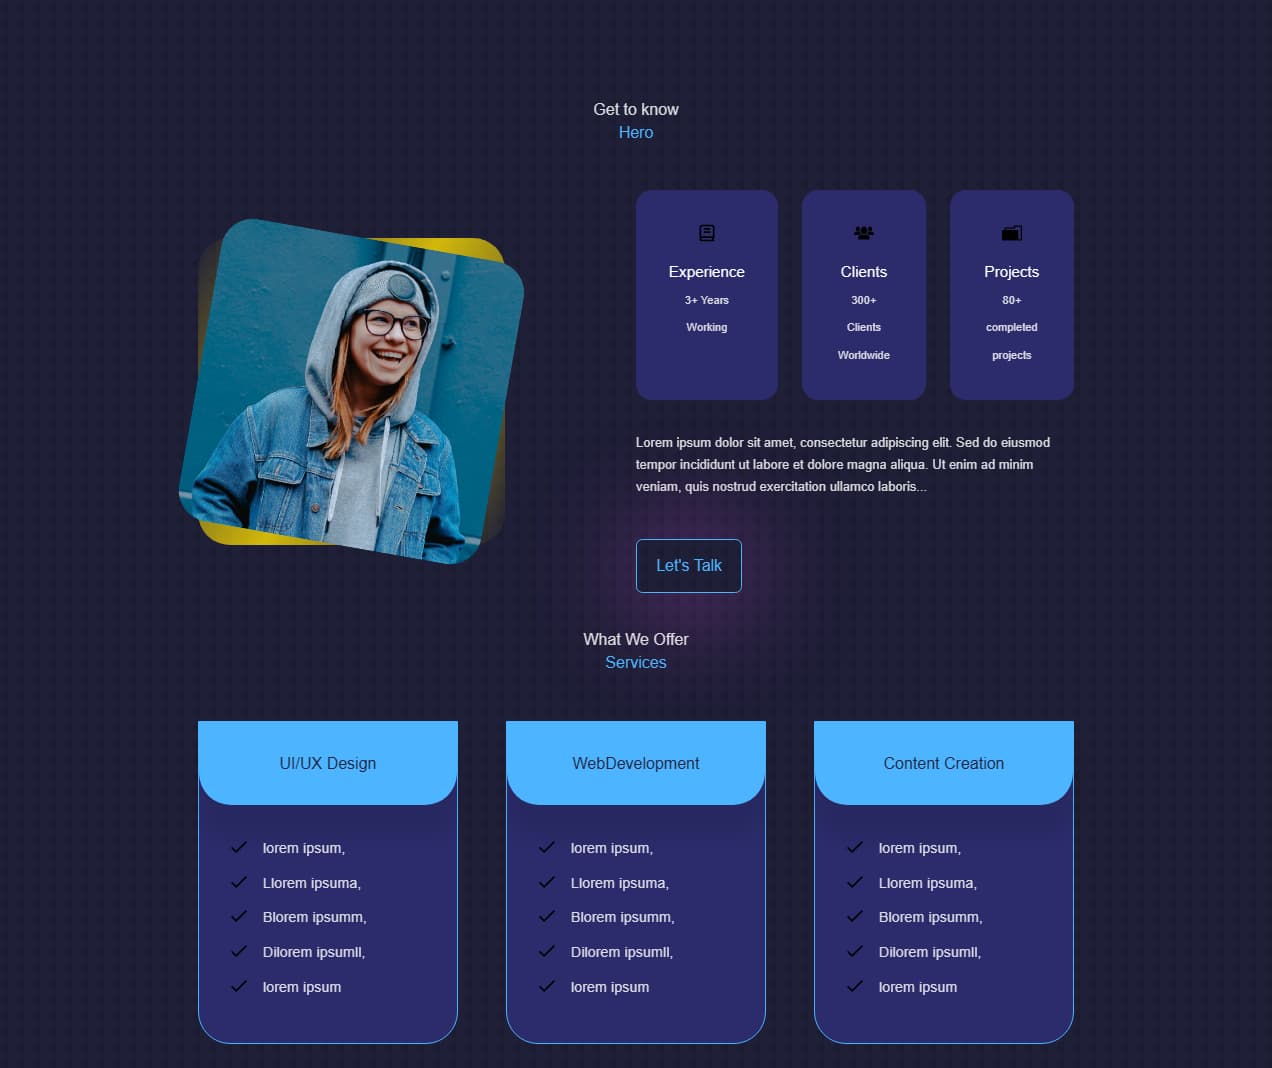 Get to know
Hero
Experience
3+ Years
Working
Clients
300+
Clients
Worldwide
Projects
80+
completed
projects
Lorem ipsum dolor sit amet, consectetur adipiscing elit. Sed do eiusmod
tempor incididunt ut labore et dolore magna aliqua. Ut enim ad minim
veniam, quis nostrud exercitation ullamco laboris...
Let's Talk
What We Offer
Services
UI/UX Design
lorem ipsum,
Llorem ipsuma,
Blorem ipsumm,
Dilorem ipsumll,
lorem ipsum
WebDevelopment
lorem ipsum,
Llorem ipsuma,
Blorem ipsumm,
Dilorem ipsumll,
lorem ipsum
Content Creation
lorem ipsum,
Llorem ipsuma,
Blorem ipsumm,
Dilorem ipsumll,
lorem ipsum